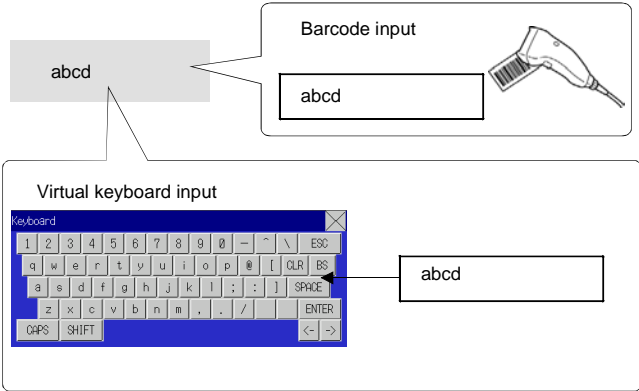 Barcode input
abcd
abcd
Virtual keyboard input
Keyboard
1 2 3 4 5 6 7 8 9 0 — ^ \ ESC
q w e r t y u i o p @ [ CLR BS
a s d f g h j k l ; : ] SPACE
z x c v b n m , . / ENTER
CAPS SHIFT <- ->
abcd